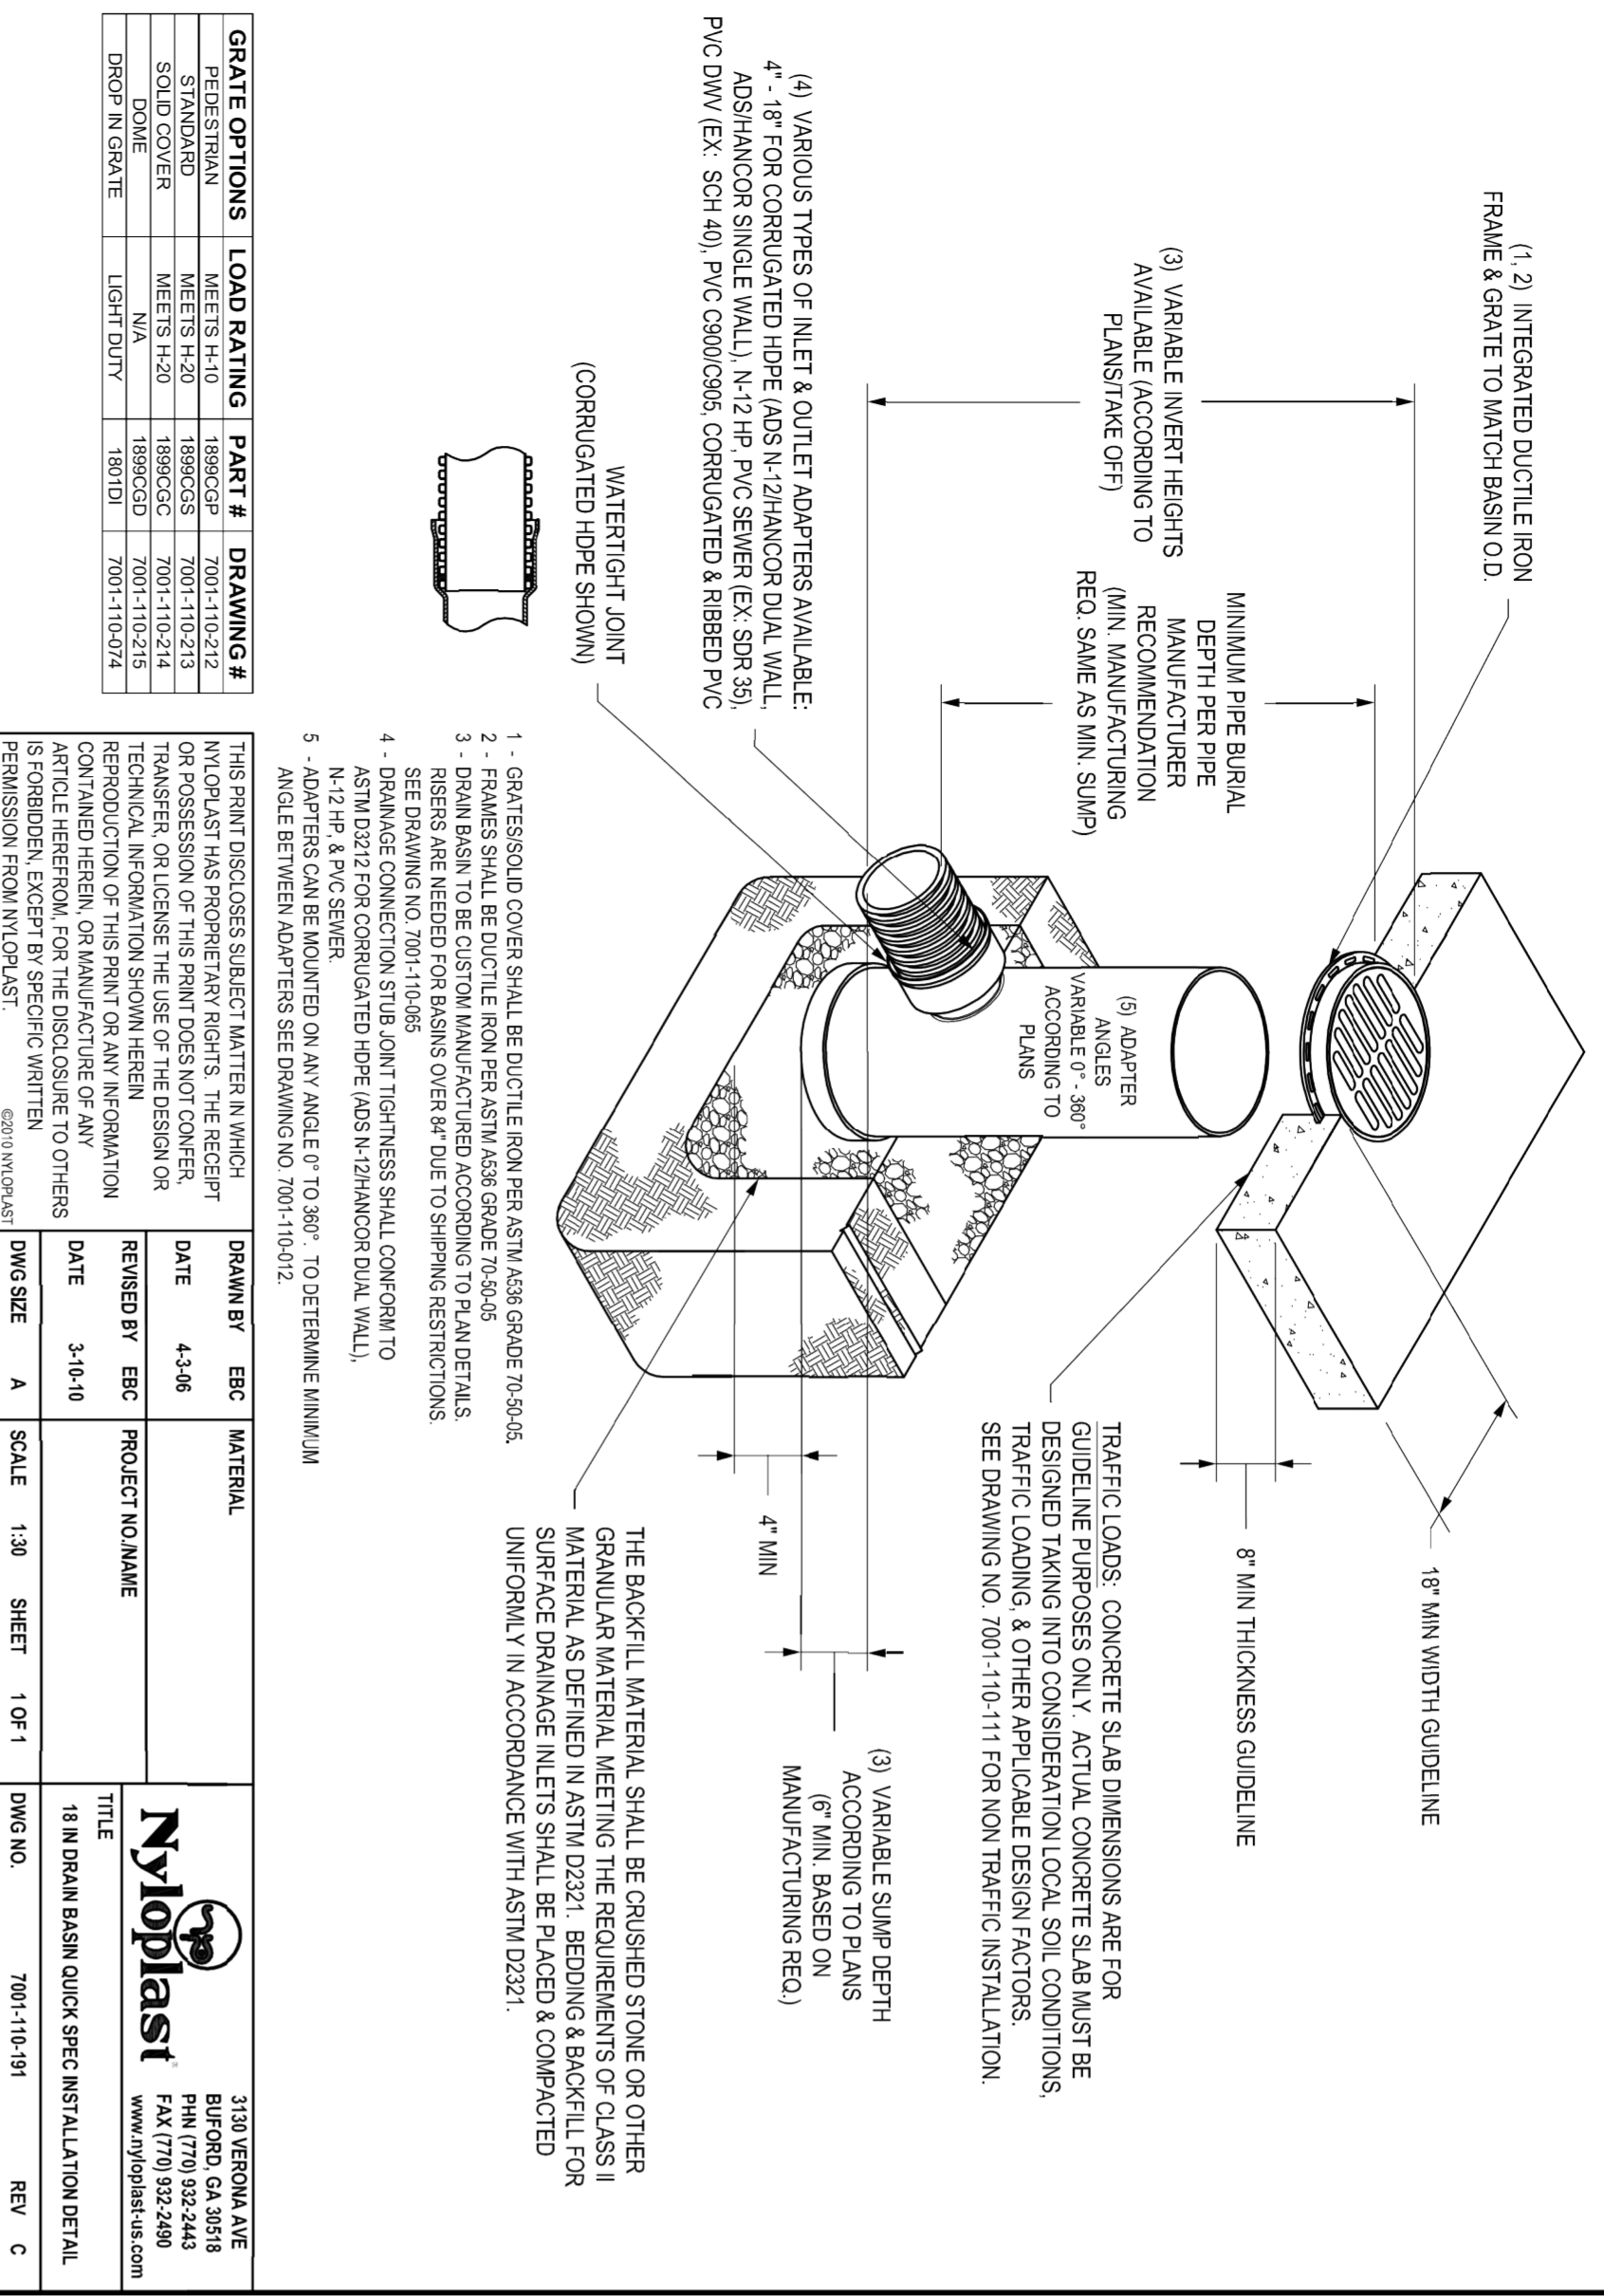 (1, 2) INTEGRATED DUCTILE IRON
FRAME & GRATE TO MATCH BASIN O.D.
(3) VARIABLE INVERT HEIGHTS
AVAILABLE (ACCORDING TO
PLANS/TAKE OFF)
MINIMUM PIPE BURIAL
DEPTH PER PIPE
MANUFACTURER
RECOMMENDATION
(MIN. MANUFACTURING
REQ. SAME AS MIN. SUMP)
(4) VARIOUS TYPES OF INLET & OUTLET ADAPTERS AVAILABLE:
4" - 18" FOR CORRUGATED HDPE (ADS N-12/HANCOR DUAL WALL,
ADS/HANCOR SINGLE WALL), N-12 HP, PVC SEWER (EX: SDR 35),
PVC DWV (EX: SCH 40), PVC C900/C905, CORRUGATED & RIBBED PVC
WATERTIGHT JOINT
(CORRUGATED HDPE SHOWN)
(5) ADAPTER
ANGLES
VARIABLE 0° - 360°
ACCORDING TO
PLANS
18" MIN WIDTH GUIDELINE
8" MIN THICKNESS GUIDELINE
TRAFFIC LOADS: CONCRETE SLAB DIMENSIONS ARE FOR
GUIDELINE PURPOSES ONLY. ACTUAL CONCRETE SLAB MUST BE
DESIGNED TAKING INTO CONSIDERATION LOCAL SOIL CONDITIONS,
TRAFFIC LOADING, & OTHER APPLICABLE DESIGN FACTORS.
SEE DRAWING NO. 7001-110-111 FOR NON TRAFFIC INSTALLATION.
(3) VARIABLE SUMP DEPTH
ACCORDING TO PLANS
(6" MIN. BASED ON
MANUFACTURING REQ.)
4" MIN
THE BACKFILL MATERIAL SHALL BE CRUSHED STONE OR OTHER
GRANULAR MATERIAL MEETING THE REQUIREMENTS OF CLASS II
MATERIAL AS DEFINED IN ASTM D2321. BEDDING & BACKFILL FOR
SURFACE DRAINAGE INLETS SHALL BE PLACED & COMPACTED
UNIFORMLY IN ACCORDANCE WITH ASTM D2321.
1 - GRATES/SOLID COVER SHALL BE DUCTILE IRON PER ASTM A536 GRADE 70-50-05.
2 - FRAMES SHALL BE DUCTILE IRON PER ASTM A536 GRADE 70-50-05
3 - DRAIN BASIN TO BE CUSTOM MANUFACTURED ACCORDING TO PLAN DETAILS.
RISERS ARE NEEDED FOR BASINS OVER 84" DUE TO SHIPPING RESTRICTIONS.
SEE DRAWING NO. 7001-110-065
4 - DRAINAGE CONNECTION STUB JOINT TIGHTNESS SHALL CONFORM TO
ASTM D3212 FOR CORRUGATED HDPE (ADS N-12/HANCOR DUAL WALL),
N-12 HP, & PVC SEWER.
5 - ADAPTERS CAN BE MOUNTED ON ANY ANGLE 0° TO 360°. TO DETERMINE MINIMUM
ANGLE BETWEEN ADAPTERS SEE DRAWING NO. 7001-110-012.
GRATE OPTIONS LOAD RATING PART # DRAWING #
PEDESTRIAN MEETS H-10 1899CGP 7001-110-212
STANDARD MEETS H-20 1899CGS 7001-110-213
SOLID COVER MEETS H-20 1899CGC 7001-110-214
DOME N/A 1899CGD 7001-110-215
DROP IN GRATE LIGHT DUTY 1801DI 7001-110-074
THIS PRINT DISCLOSES SUBJECT MATTER IN WHICH
NYLOPLAST HAS PROPRIETARY RIGHTS. THE RECEIPT
OR POSSESSION OF THIS PRINT DOES NOT CONFER,
TRANSFER, OR LICENSE THE USE OF THE DESIGN OR
TECHNICAL INFORMATION SHOWN HEREIN
REPRODUCTION OF THIS PRINT OR ANY INFORMATION
CONTAINED HEREIN, OR MANUFACTURE OF ANY
ARTICLE HEREFROM, FOR THE DISCLOSURE TO OTHERS
IS FORBIDDEN, EXCEPT BY SPECIFIC WRITTEN
PERMISSION FROM NYLOPLAST.
©2010 NYLOPLAST
DRAWN BY EBC
DATE 4-3-06
REVISED BY EBC
DATE 3-10-10
DWG SIZE A
MATERIAL
PROJECT NO./NAME
SCALE 1:30 SHEET 1 OF 1
Nyloplast®
3130 VERONA AVE
BUFORD, GA 30518
PHN (770) 932-2443
FAX (770) 932-2490
www.nyloplast-us.com
TITLE
18 IN DRAIN BASIN QUICK SPEC INSTALLATION DETAIL
DWG NO. 7001-110-191 REV C